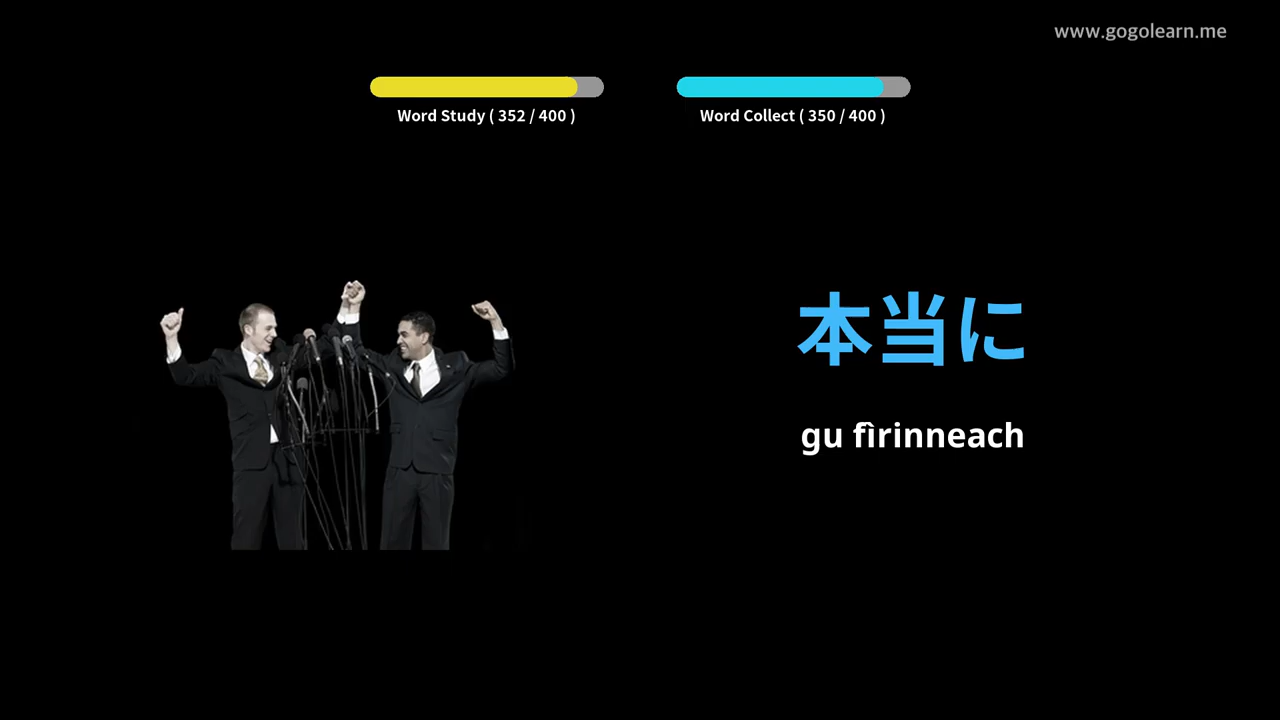 www.gogolearn.me
Word Study ( 352 / 400 )
Word Collect ( 350 / 400 )
本当に
gu fìrinneach